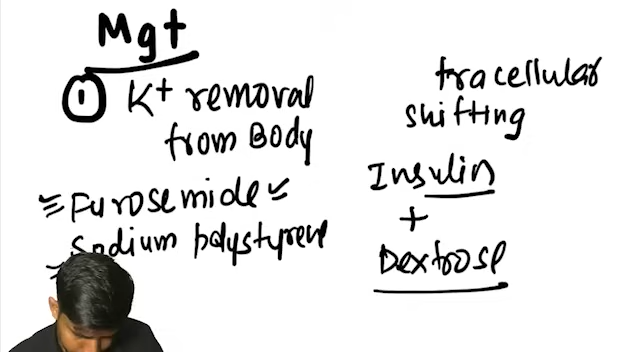 Mgt
① K+ removal
from Body
Furosemide
Sodium polystyrene
tracellular
shifting
Insulin
+
Dextrose